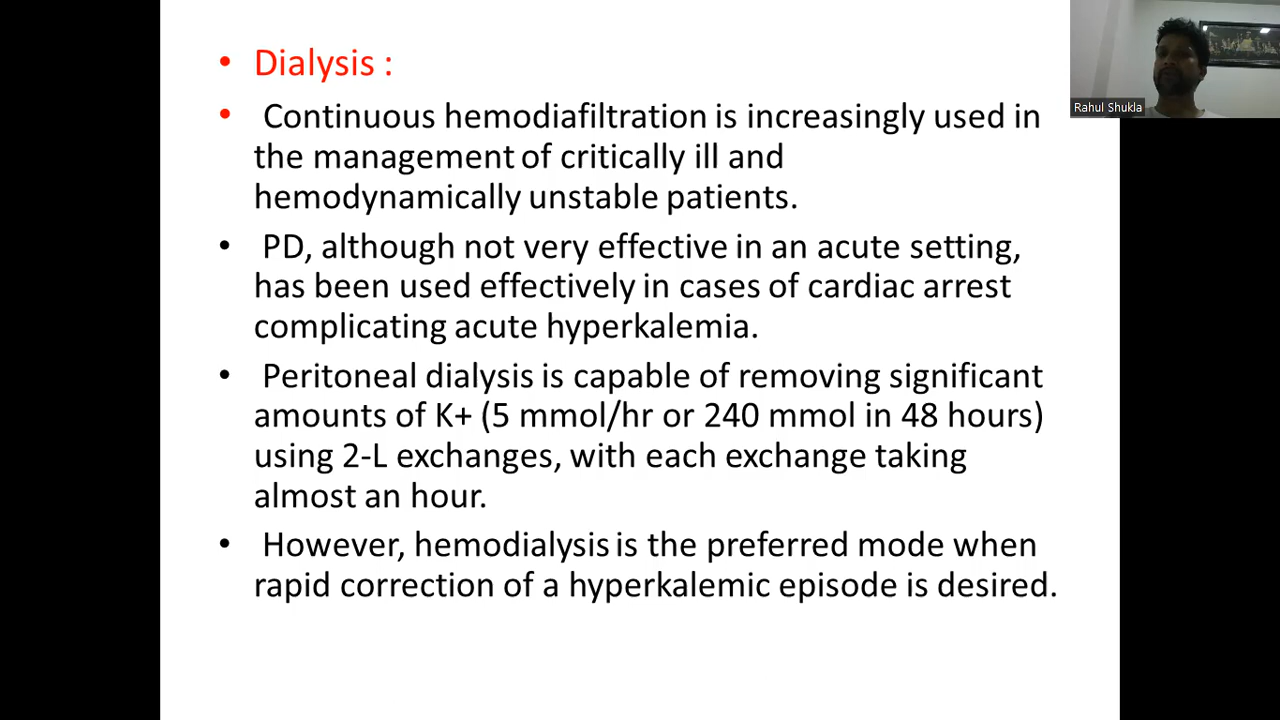 • Dialysis :
• Continuous hemodiafiltration is increasingly used in
the management of critically ill and
hemodynamically unstable patients.
• PD, although not very effective in an acute setting,
has been used effectively in cases of cardiac arrest
complicating acute hyperkalemia.
• Peritoneal dialysis is capable of removing significant
amounts of K+ (5 mmol/hr or 240 mmol in 48 hours)
using 2-L exchanges, with each exchange taking
almost an hour.
• However, hemodialysis is the preferred mode when
rapid correction of a hyperkalemic episode is desired.
Rahul Shukla